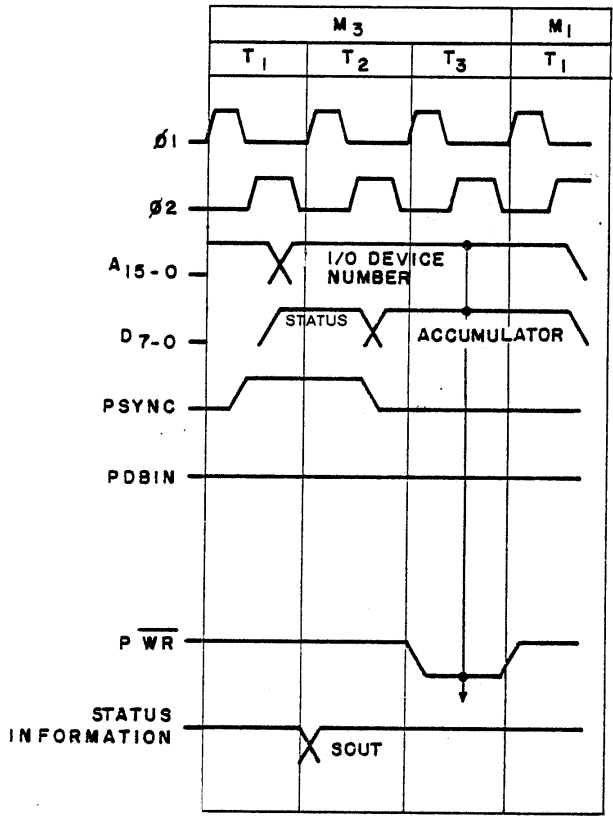 M3 M1
T1 T2 T3 T1
Ø1
Ø2
A15-0 I/O DEVICE
NUMBER
D7-0 STATUS ACCUMULATOR
PSYNC
PDBIN
P W̅R̅
STATUS
INFORMATION SOUT